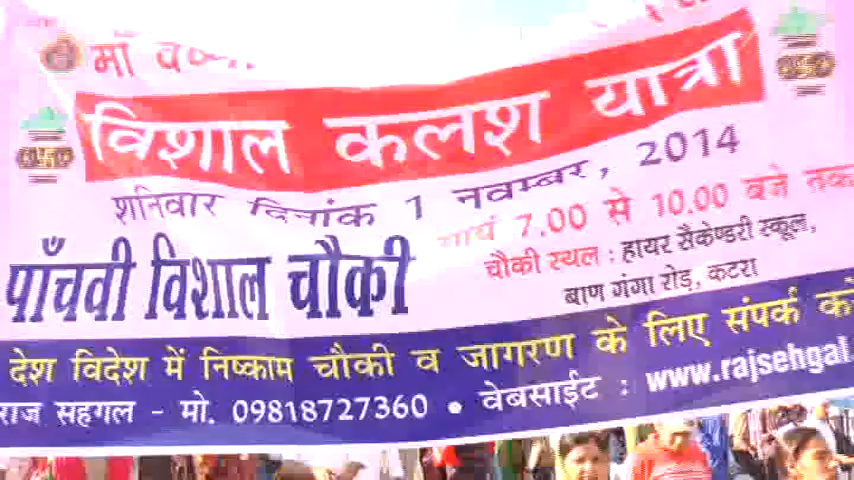 माँ
विशाल कलश यात्रा
शनिवार दिनांक 1 नवम्बर, 2014
पाँचवी विशाल चौकी
सायं 7.00 से 10.00 बजे तक
चौकी स्थल : हायर सैकेण्डरी स्कूल,
बाण गंगा रोड़, कटरा
देश विदेश में निष्काम चौकी व जागरण के लिए संपर्क
राज सहगल - मो. 09818727360 • वेबसाईट : www.rajsehgal.